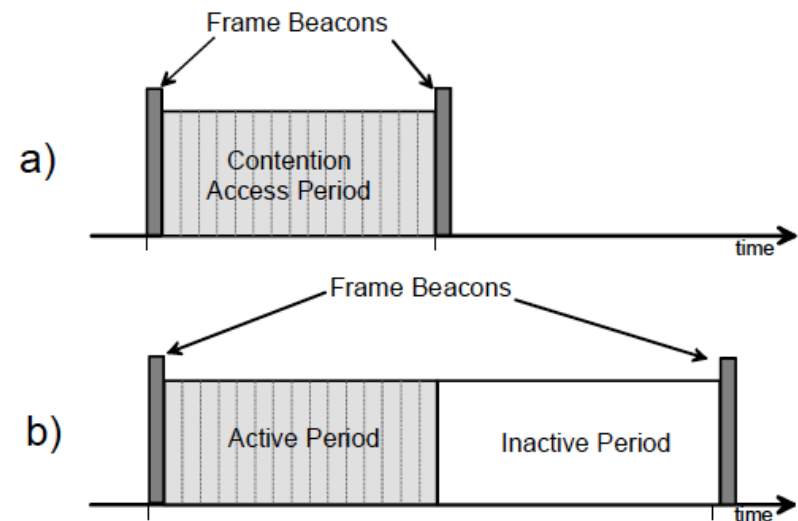 Frame Beacons
a)
Contention
Access Period
time
Frame Beacons
b)
Active Period
Inactive Period
time